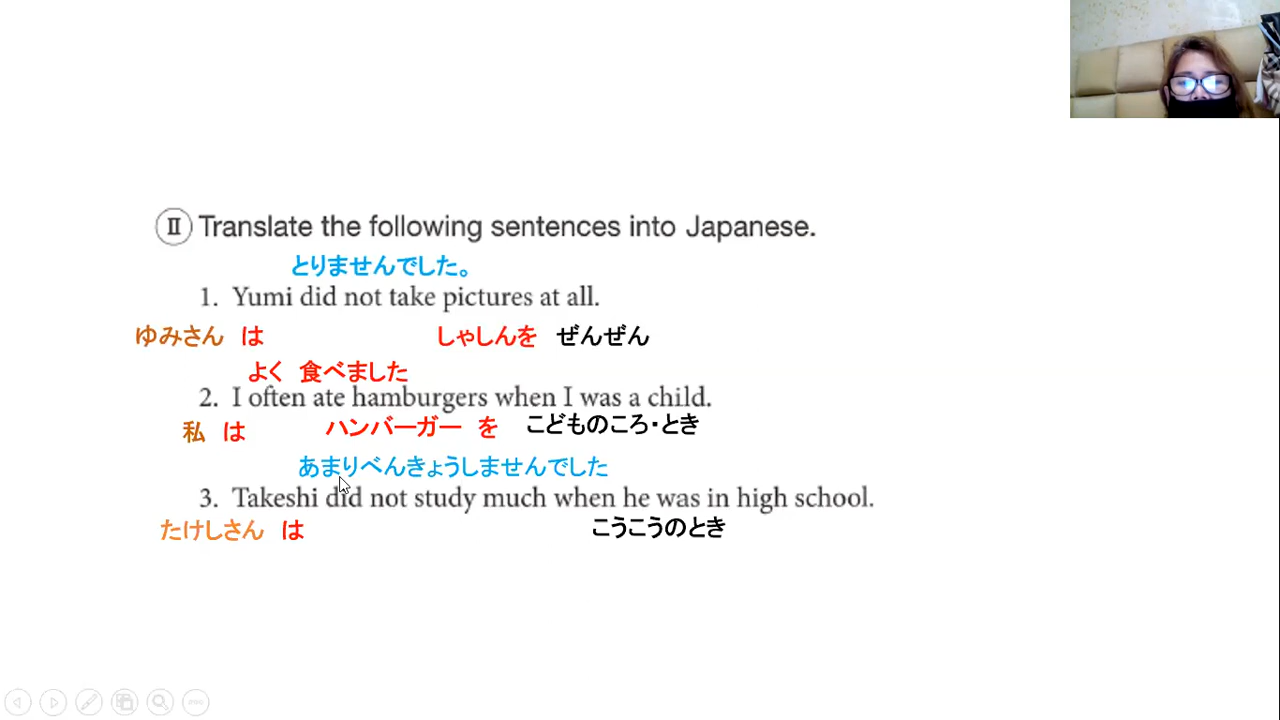 II Translate the following sentences into Japanese.
とりませんでした。
1. Yumi did not take pictures at all.
ゆみさん は しゃしんを ぜんぜん
よく 食べました
2. I often ate hamburgers when I was a child.
私 は ハンバーガー を こどものころ・とき
あまりべんきょうしませんでした
3. Takeshi did not study much when he was in high school.
たけしさん は こうこうのとき